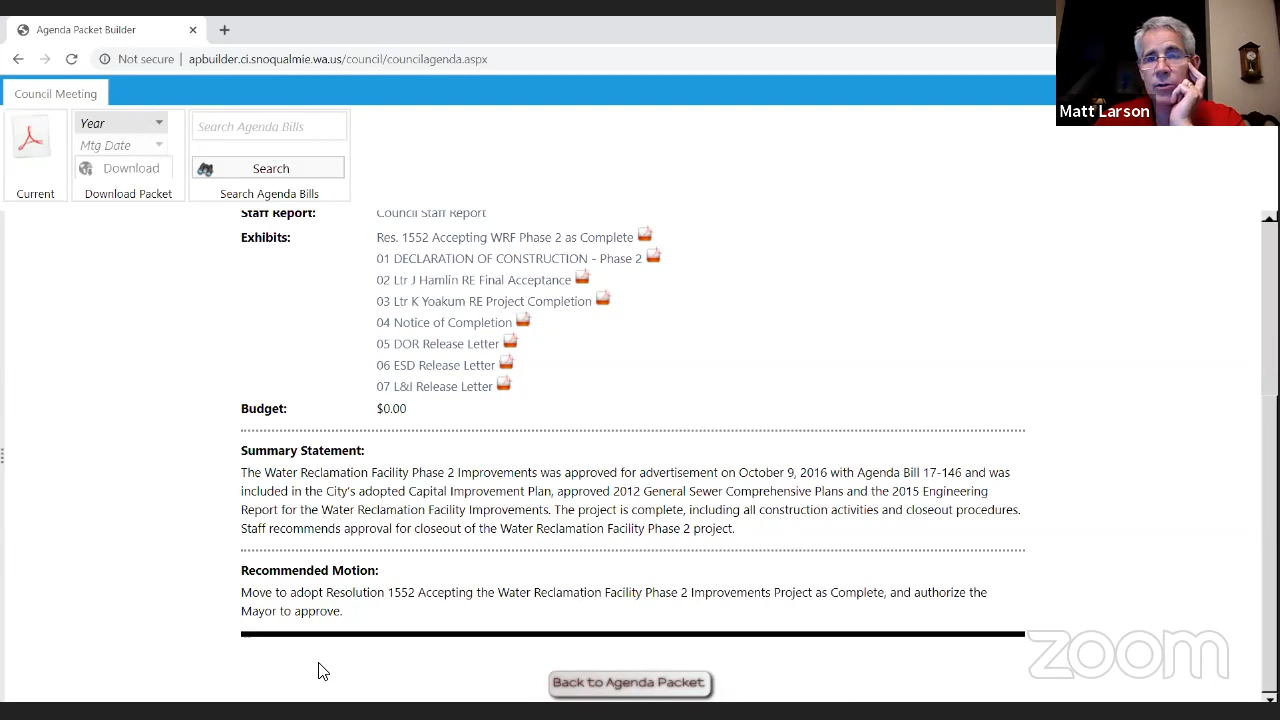 Agenda Packet Builder
Not secure | apbuilder.ci.snoqualmie.wa.us/council/councilagenda.aspx
Matt Larson
Council Meeting
Year
Mtg Date
Download
Search Agenda Bills
Search
Current
Download Packet
Search Agenda Bills
Staff Report: Council Staff Report
Exhibits: Res. 1552 Accepting WRF Phase 2 as Complete
01 DECLARATION OF CONSTRUCTION - Phase 2
02 Ltr J Hamlin RE Final Acceptance
03 Ltr K Yoakum RE Project Completion
04 Notice of Completion
05 DOR Release Letter
06 ESD Release Letter
07 L&I Release Letter
Budget: $0.00
Summary Statement:
The Water Reclamation Facility Phase 2 Improvements was approved for advertisement on October 9, 2016 with Agenda Bill 17-146 and was
included in the City's adopted Capital Improvement Plan, approved 2012 General Sewer Comprehensive Plans and the 2015 Engineering
Report for the Water Reclamation Facility Improvements. The project is complete, including all construction activities and closeout procedures.
Staff recommends approval for closeout of the Water Reclamation Facility Phase 2 project.
Recommended Motion:
Move to adopt Resolution 1552 Accepting the Water Reclamation Facility Phase 2 Improvements Project as Complete, and authorize the
Mayor to approve.
Back to Agenda Packet
zoom